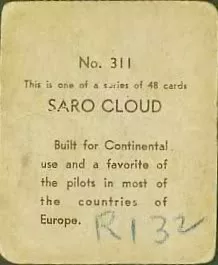 No. 311
This is one of a series of 48 cards
SARO CLOUD
Built for Continental
use and a favorite of
the pilots in most of
the countries of
Europe.
R132